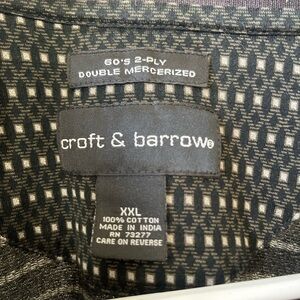 60's 2-PLY
DOUBLE MERCERIZED
croft & barrow®
XXL
100% COTTON
MADE IN INDIA
RN 73277
CARE ON REVERSE